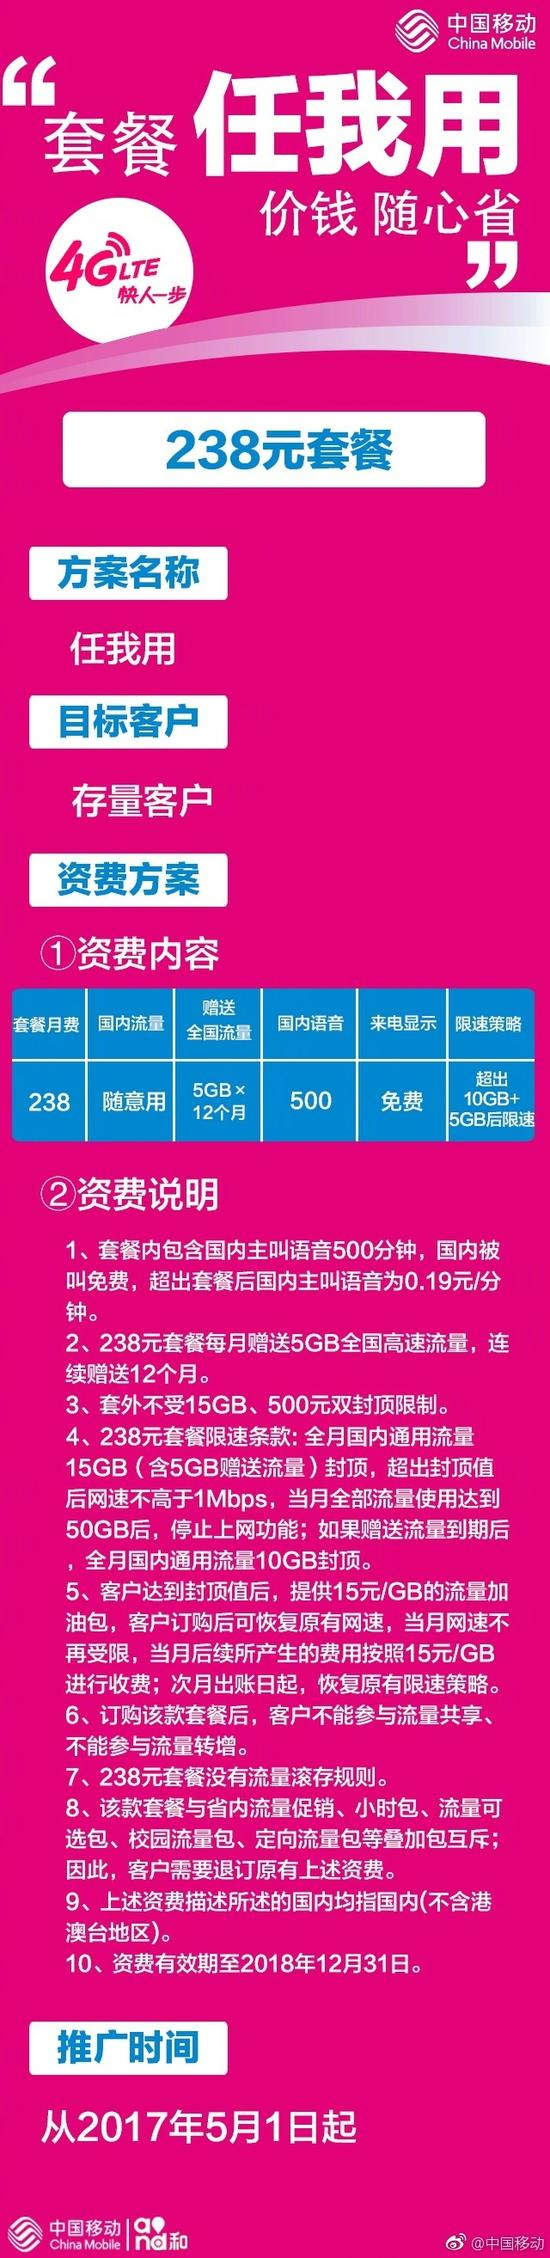 中国移动
China Mobile
“
套餐 任我用
价钱 随心省
”
4G LTE
快人一步
238元套餐
方案名称
任我用
目标客户
存量客户
资费方案
①资费内容
套餐月费 国内流量 赠送全国流量 国内语音 来电显示 限速策略
238 随意用 5GB×12个月 500 免费 超出10GB+5GB后限速
②资费说明
1、套餐内包含国内主叫语音500分钟，国内被
叫免费，超出套餐后国内主叫语音为0.19元/分
钟。
2、238元套餐每月赠送5GB全国高速流量，连
续赠送12个月。
3、套外不受15GB、500元双封顶限制。
4、238元套餐限速条款: 全月国内通用流量
15GB（含5GB赠送流量）封顶，超出封顶值
后网速不高于1Mbps，当月全部流量使用达到
50GB后，停止上网功能；如果赠送流量到期后
，全月国内通用流量10GB封顶。
5、客户达到封顶值后，提供15元/GB的流量加
油包，客户订购后可恢复原有网速，当月网速不
再受限，当月后续所产生的费用按照15元/GB
进行收费；次月出账日起，恢复原有限速策略。
6、订购该款套餐后，客户不能参与流量共享、
不能参与流量转增。
7、238元套餐没有流量滚存规则。
8、该款套餐与省内流量促销、小时包、流量可
选包、校园流量包、定向流量包等叠加包互斥；
因此，客户需要退订原有上述资费。
9、上述资费描述所述的国内均指国内(不含港
澳台地区)。
10、资费有效期至2018年12月31日。
推广时间
从2017年5月1日起
中国移动
China Mobile
and和
@中国移动